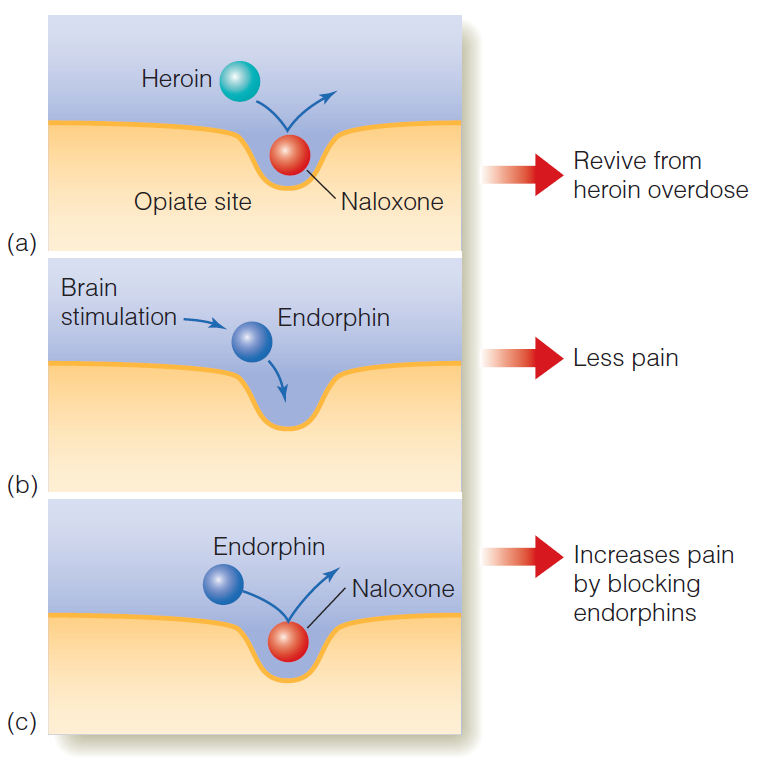 Heroin
Opiate site
Naloxone
Revive from
heroin overdose
(a)
Brain
stimulation
Endorphin
Less pain
(b)
Endorphin
Naloxone
Increases pain
by blocking
endorphins
(c)